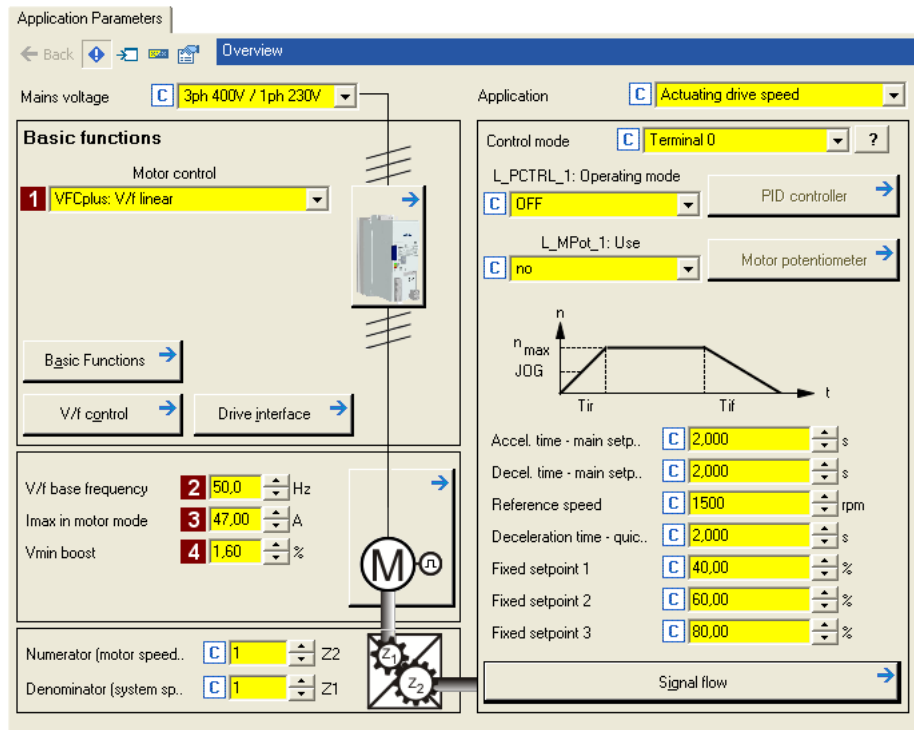 Application Parameters
Back
Overview
Mains voltage C 3ph 400V / 1ph 230V
Application C Actuating drive speed
Basic functions
Motor control
1 VFCplus: V/f linear
Basic Functions
V/f control
Drive interface
V/f base frequency 2 50,0 Hz
Imax in motor mode 3 47,00 A
Vmin boost 4 1,60 %
M
Numerator (motor speed.. C 1 Z2
Denominator (system sp.. C 1 Z1
Z1
Z2
Control mode C Terminal 0 ?
L_PCTRL_1: Operating mode
C OFF
PID controller
L_MPot_1: Use
C no
Motor potentiometer
n
n max
JOG
t
Tir Tif
Accel. time - main setp.. C 2,000 s
Decel. time - main setp.. C 2,000 s
Reference speed C 1500 rpm
Deceleration time - quic.. C 2,000 s
Fixed setpoint 1 C 40,00 %
Fixed setpoint 2 C 60,00 %
Fixed setpoint 3 C 80,00 %
Signal flow